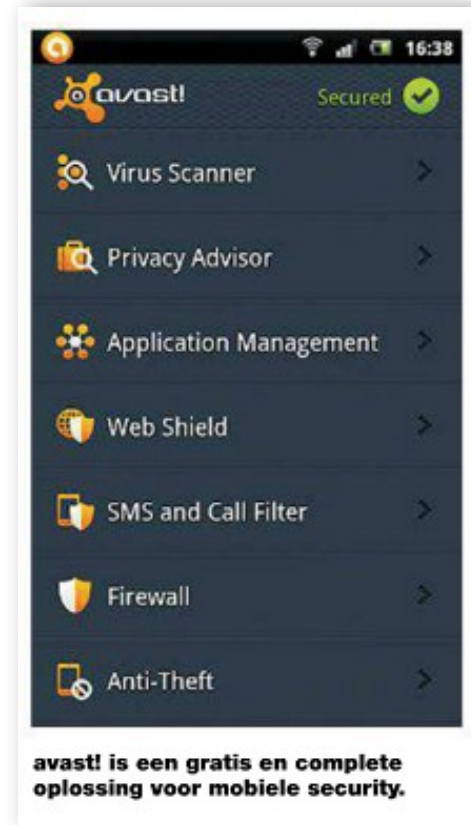 16:38
avast! Secured
Virus Scanner
Privacy Advisor
Application Management
Web Shield
SMS and Call Filter
Firewall
Anti-Theft
avast! is een gratis en complete
oplossing voor mobiele security.